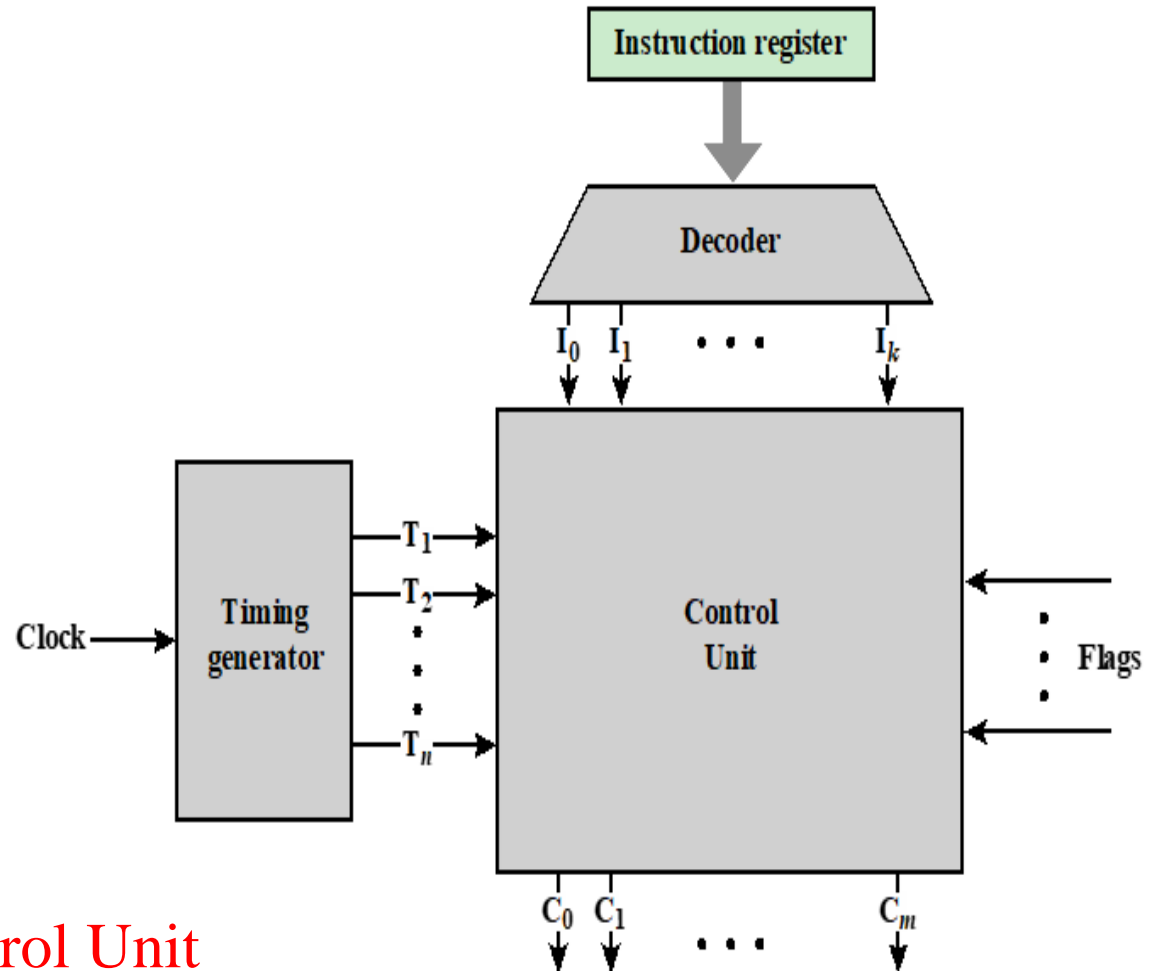 Instruction register
Decoder
I0 I1 • • • Ik
T1
T2
Tn
Clock
Timing
generator
Control
Unit
Flags
C0 C1 • • • Cm
rol Unit